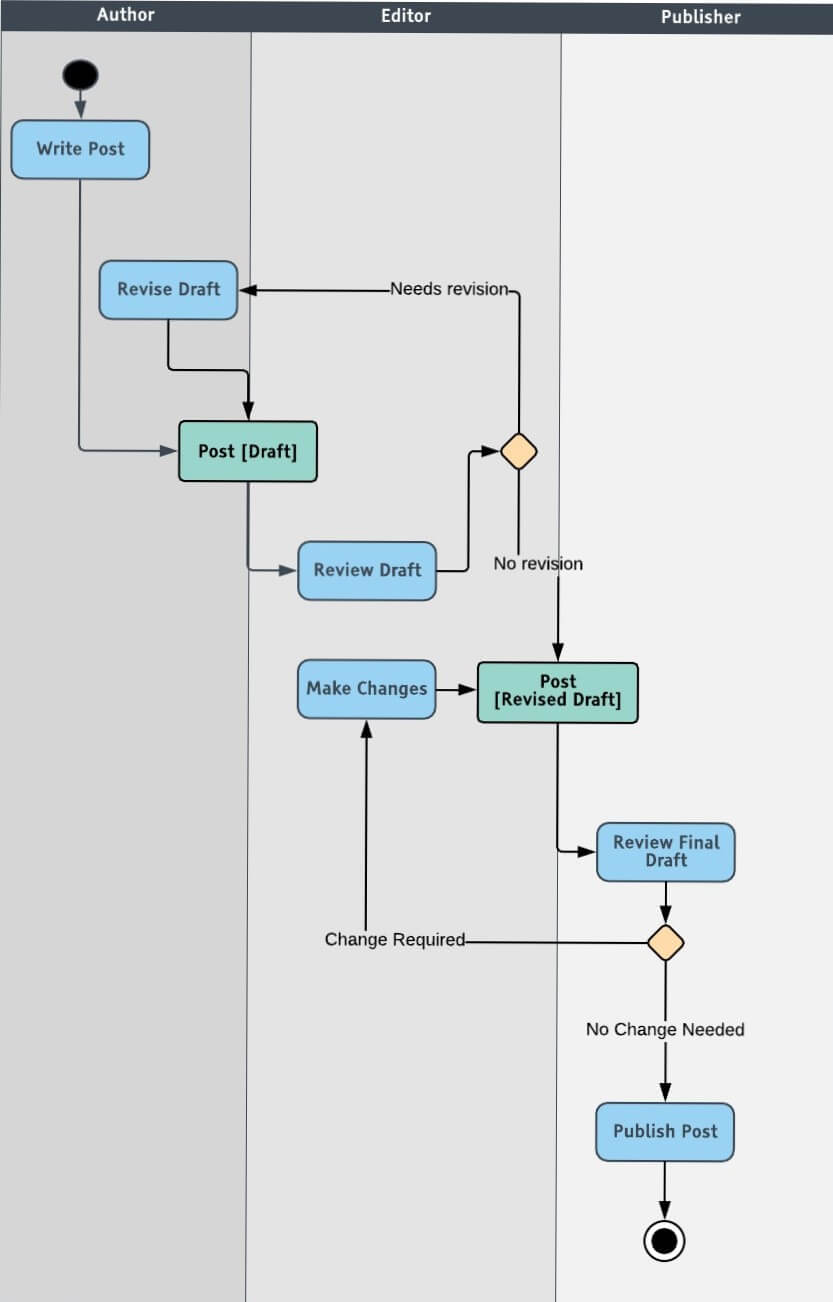 Author
Editor
Publisher
Write Post
Revise Draft
Needs revision
Post [Draft]
Review Draft
No revision
Make Changes
Post
[Revised Draft]
Review Final
Draft
Change Required
No Change Needed
Publish Post